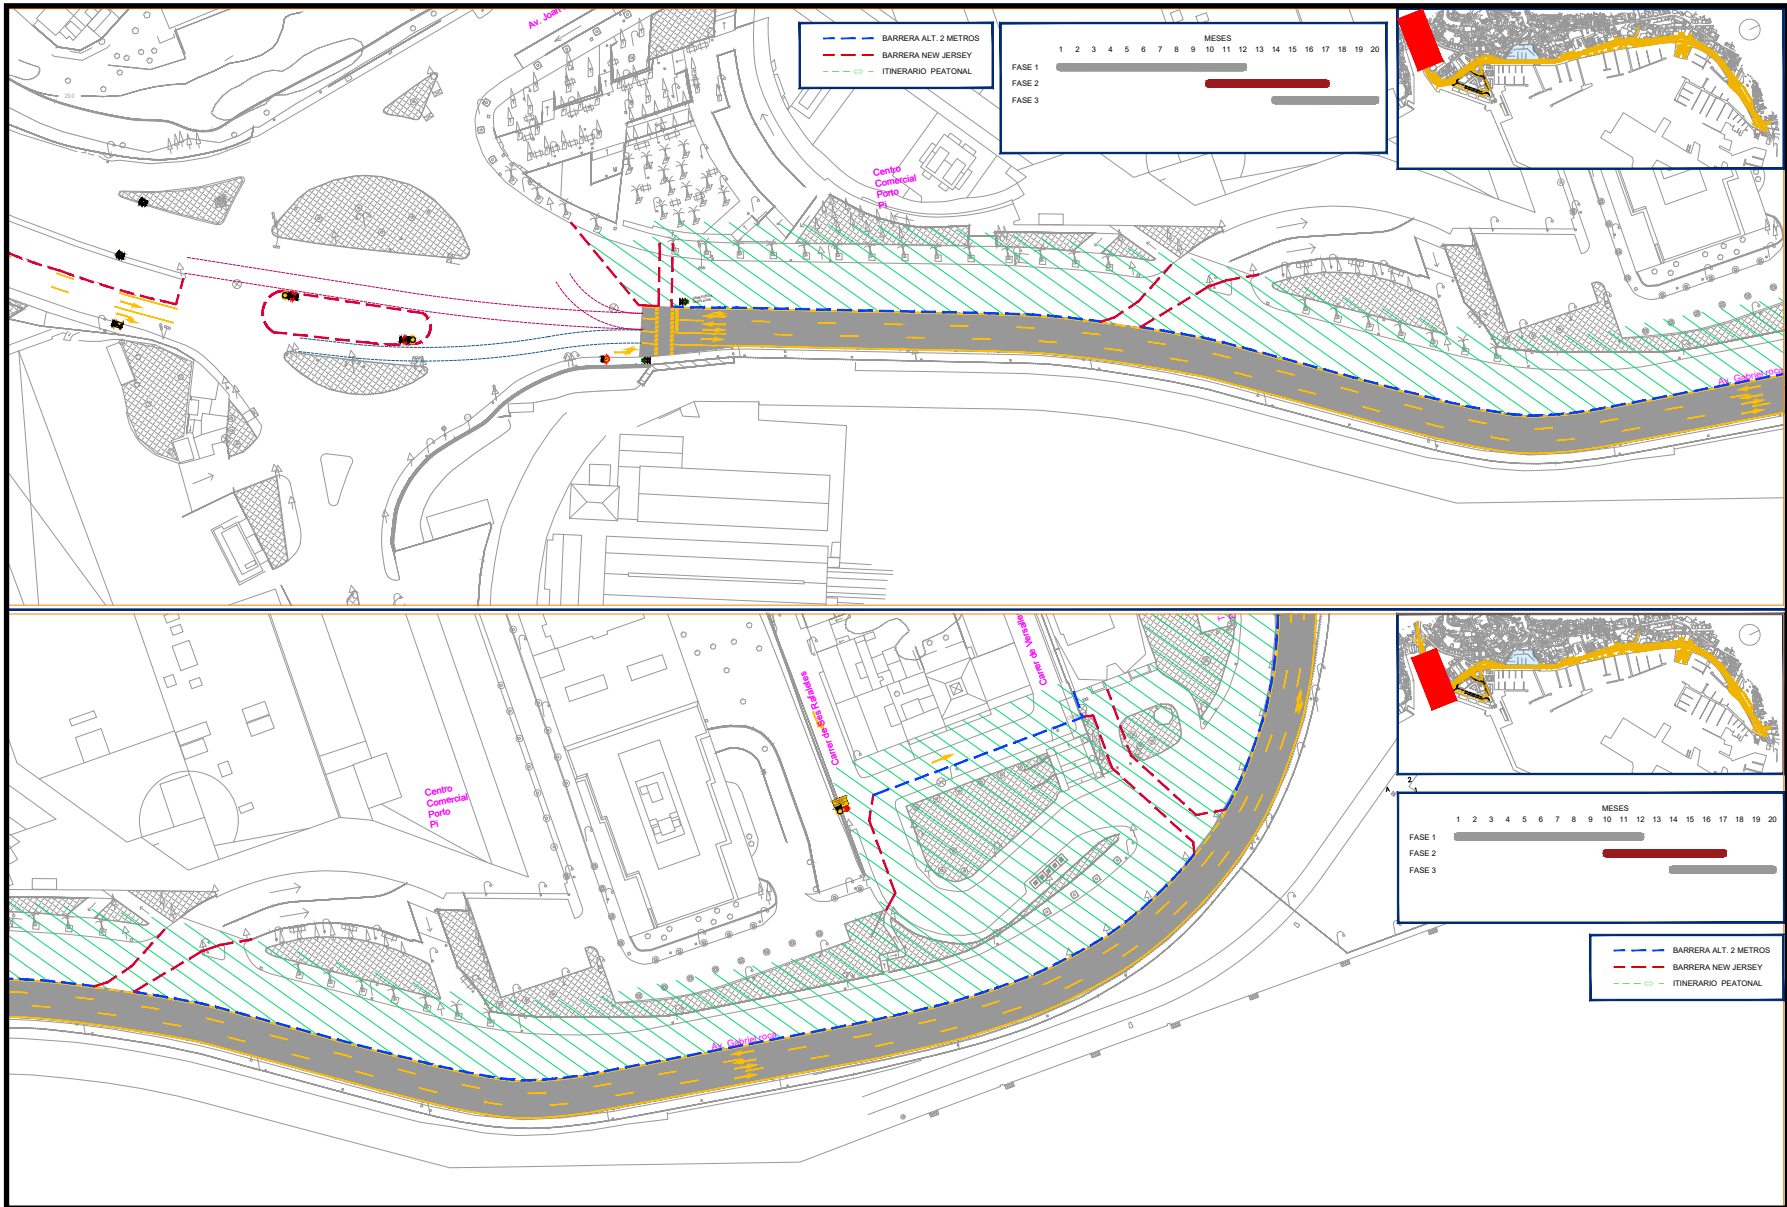 Av. Joan
BARRERA ALT. 2 METROS
BARRERA NEW JERSEY
ITINERARIO PEATONAL
MESES
1 2 3 4 5 6 7 8 9 10 11 12 13 14 15 16 17 18 19 20
FASE 1
FASE 2
FASE 3
200
Centro
Comercial
Porto
Pi
Av. Gabriel roca
Carrer de Ses Rafaletes
Carrer de Versalles
Centro
Comercial
Porto
Pi
Av. Gabriel roca
MESES
1 2 3 4 5 6 7 8 9 10 11 12 13 14 15 16 17 18 19 20
FASE 1
FASE 2
FASE 3
BARRERA ALT. 2 METROS
BARRERA NEW JERSEY
ITINERARIO PEATONAL